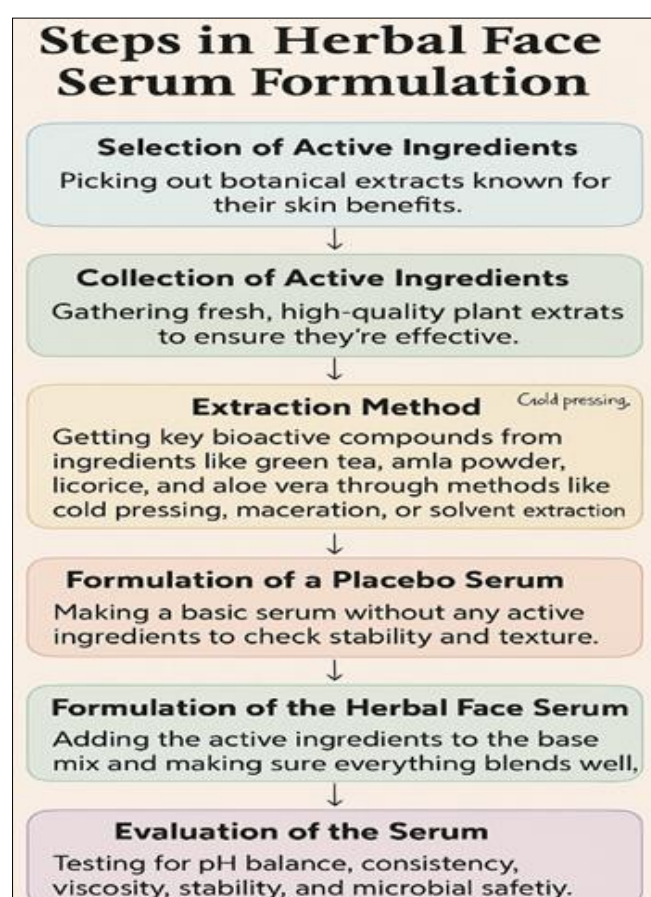 Steps in Herbal Face
Serum Formulation
Selection of Active Ingredients
Picking out botanical extracts known for
their skin benefits.
↓
Collection of Active Ingredients
Gathering fresh, high-quality plant extrats
to ensure they're effective.
↓
Extraction Method
Cꞁold pressing,
Getting key bioactive compounds from
ingredients like green tea, amla powder,
licorice, and aloe vera through methods like
cold pressing, maceration, or solvent extraction
↓
Formulation of a Placebo Serum
Making a basic serum without any active
ingredients to check stability and texture.
↓
Formulation of the Herbal Face Serum
Adding the active ingredients to the base
mix and making sure everything blends well,
↓
Evaluation of the Serum
Testing for pH balance, consistency,
viscosity, stability, and microbial safetiy.